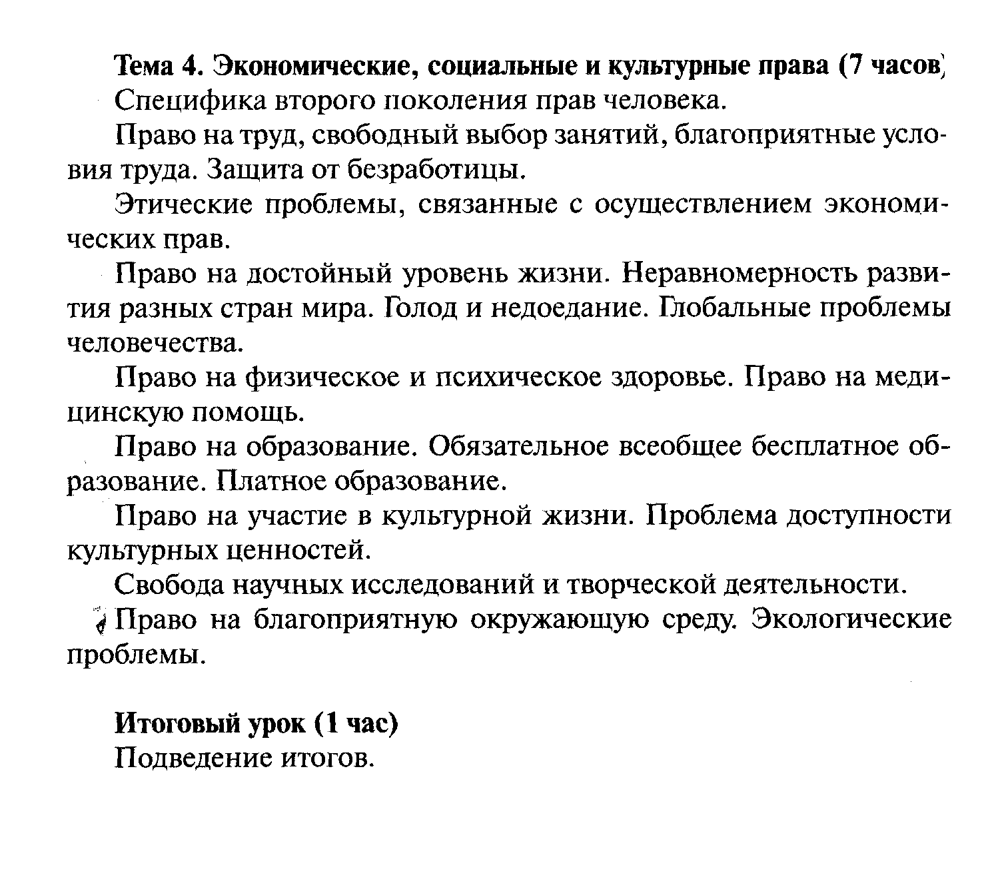 Тема 4. Экономические, социальные и культурные права (7 часов)
Специфика второго поколения прав человека.
Право на труд, свободный выбор занятий, благоприятные усло-
вия труда. Защита от безработицы.
Этические проблемы, связанные с осуществлением экономи-
ческих прав.
Право на достойный уровень жизни. Неравномерность разви-
тия разных стран мира. Голод и недоедание. Глобальные проблемы
человечества.
Право на физическое и психическое здоровье. Право на меди-
цинскую помощь.
Право на образование. Обязательное всеобщее бесплатное об-
разование. Платное образование.
Право на участие в культурной жизни. Проблема доступности
культурных ценностей.
Свобода научных исследований и творческой деятельности.
Право на благоприятную окружающую среду. Экологические
проблемы.
Итоговый урок (1 час)
Подведение итогов.